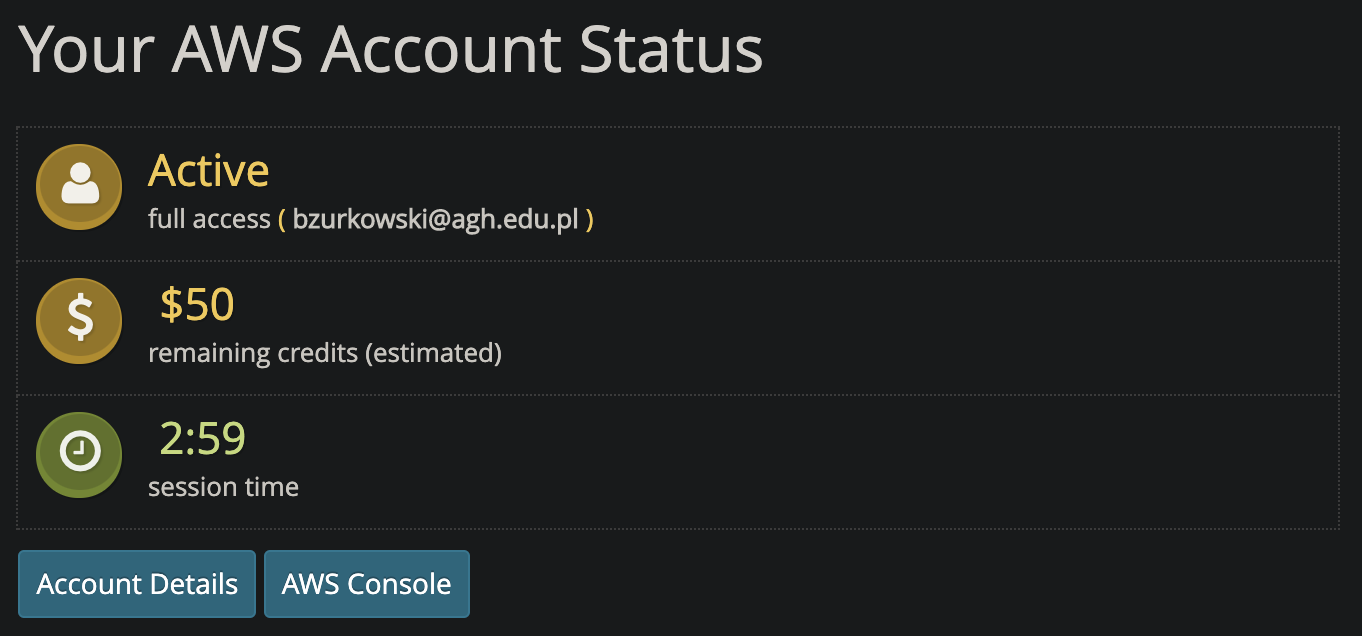 Your AWS Account Status
Active
full access ( bzurkowski@agh.edu.pl )
$50
remaining credits (estimated)
2:59
session time
Account Details
AWS Console